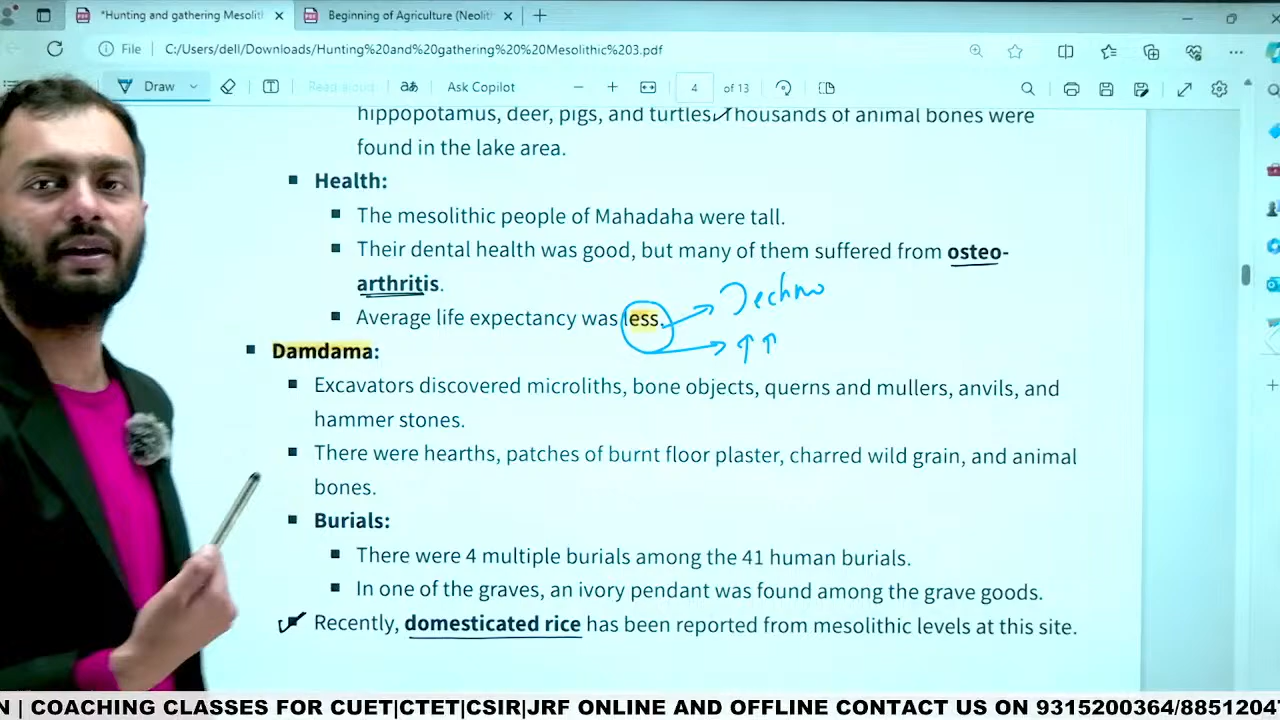 *Hunting and gathering Mesolit
Beginning of Agriculture (Neolit
File
C:/Users/dell/Downloads/Hunting%20and%20gathering%20%20Mesolithic%203.pdf
Draw
Read aloud
aあ
Ask Copilot
4 of 13
hippopotamus, deer, pigs, and turtles. Thousands of animal bones were
found in the lake area.
Health:
The mesolithic people of Mahadaha were tall.
Their dental health was good, but many of them suffered from osteo-
arthritis.
Techno
Average life expectancy was less.
↑↑
Damdama:
Excavators discovered microliths, bone objects, querns and mullers, anvils, and
hammer stones.
There were hearths, patches of burnt floor plaster, charred wild grain, and animal
bones.
Burials:
There were 4 multiple burials among the 41 human burials.
In one of the graves, an ivory pendant was found among the grave goods.
Recently, domesticated rice has been reported from mesolithic levels at this site.
N | COACHING CLASSES FOR CUET|CTET|CSIR|JRF ONLINE AND OFFLINE CONTACT US ON 9315200364/8851204